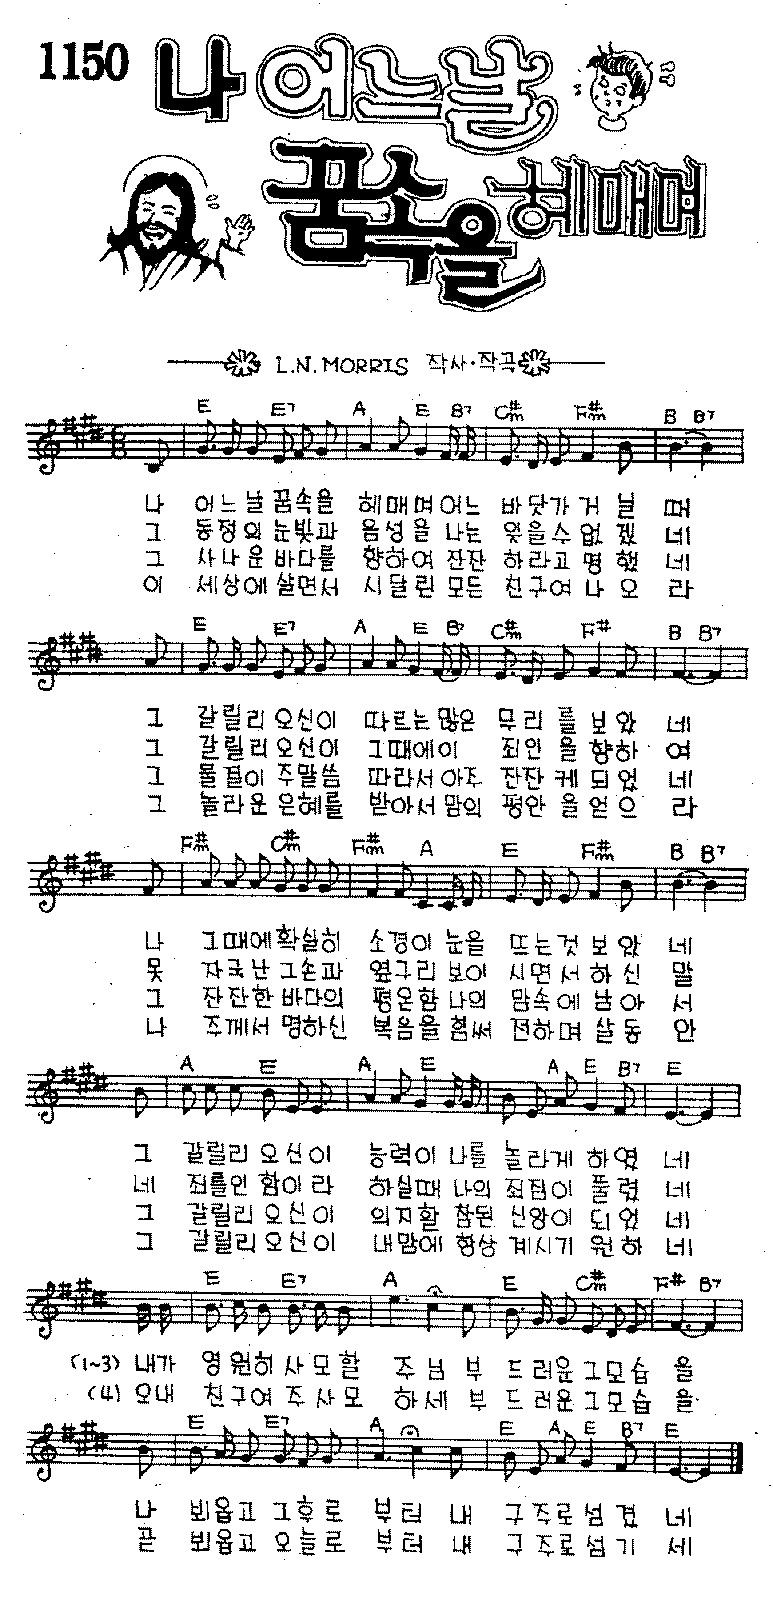 1150
나 어느날
꿈속을 헤매며
L.N.MORRIS 작사·작곡
E E7 A E B7 C#m F#m B B7
나 어느날꿈속을 헤매며어느 바닷가거닐 때
그 동정의눈빛과 음성을나는 잊을수없겠 네
그 사나운바다를 향하여잔잔 하라고명했 네
이 세상에살면서 시달린모든 친구여나오 라
E E7 A E B7 C#m F# B B7
그 갈릴리오신이 따르는많은 무리를보았 네
그 갈릴리오신이 그때에이 죄인을향하 여
그 물결이주말씀 따라서아주 잔잔케되었 네
그 놀라운은혜를 받아서맘의 평안을얻으 라
F# C#m F#m A E F#m B B7
나 그때에확실히 소경이눈을 뜨는것보았 네
못 자국난그손과 옆구리보이 시면서하신 말
그 잔잔한바다의 평온함나의 맘속에남아 서
나 주께서명하신 복음을힘써 전하며살동 안
A E A E A E B7 E
그 갈릴리오신이 능력이나를 놀라게하였 네
네 죄를인함이라 하실때나의 죄짐이풀렸 네
그 갈릴리오신이 의지할참된 신앙이되었 네
그 갈릴리오신이 내맘에항상 계시기원하 네
E E7 A E C#m F# B7
(1~3) 내가 영원히사모할 주님부드러운그모습을
(4) 오내 친구여주사모 하세부드러운그모습을
E E7 A E A E B7 E
나 뵈옵고그후로 부터내 구주로섬겼 네
곧 뵈옵고오늘로 부터내 구주로섬기 세